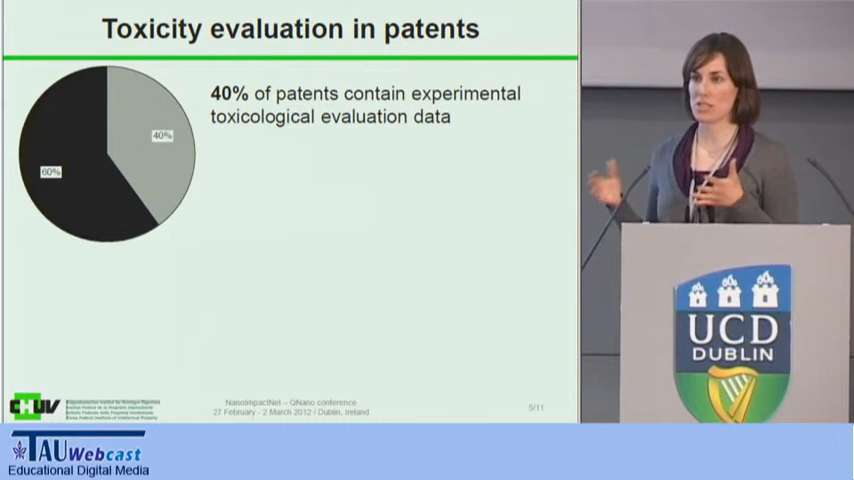 Toxicity evaluation in patents
40% of patents contain experimental
toxicological evaluation data
40%
60%
CHUV
NanoImpactNet – QNano conference
27 February - 2 March 2012 / Dublin, Ireland
5/11
UCD
DUBLIN
TAU Webcast
Educational Digital Media